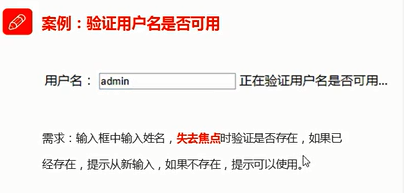 案例：验证用户名是否可用
用户名： admin 正在验证用户名是否可用...
需求：输入框中输入姓名，失去焦点时验证是否存在，如果已
经存在，提示从新输入，如果不存在，提示可以使用。